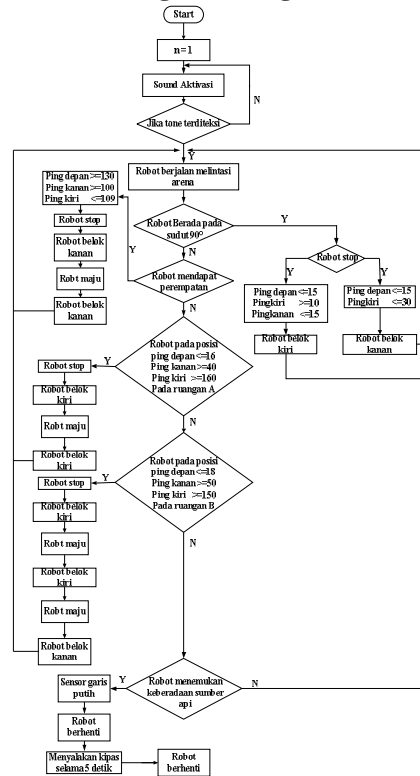 Start
n=1
Sound Aktivasi
N
Jika tone terditeksi
Y
Robot berjalan melintasi
arena
Ping depan>=130
Ping kanan>=100
Ping kiri <=109
Robot stop
Robot belok
kanan
Robt maju
Robot belok
kanan
Y
Robot Berada pada
sudut90°
Y
N
Robot mendapat
perempatan
N
Robot stop
Y
Y
Ping depan<=15
Pingkiri >=10
Pingkanan <=15
Robot belok
kiri
Ping depan<=15
Pingkiri <=30
Robot belok
kanan
Robot pada posisi
ping depan<=16
Ping kanan>=40
Ping kiri >=160
Pada ruangan A
Y
Robot stop
Robot belok
kiri
Robt maju
Robot belok
kiri
N
Robot pada posisi
ping depan<=18
Ping kanan>=50
Ping kiri >=150
Pada ruangan B
Y
Robot stop
Robot belok
kiri
Robt maju
Robot belok
kiri
Robt maju
Robot belok
kanan
N
Robot menemukan
keberadaan sumber
api
N
Y
Sensor garis
putih
Robot
berhenti
Menyalakan kipas
selama5 detik
Robot
berhenti